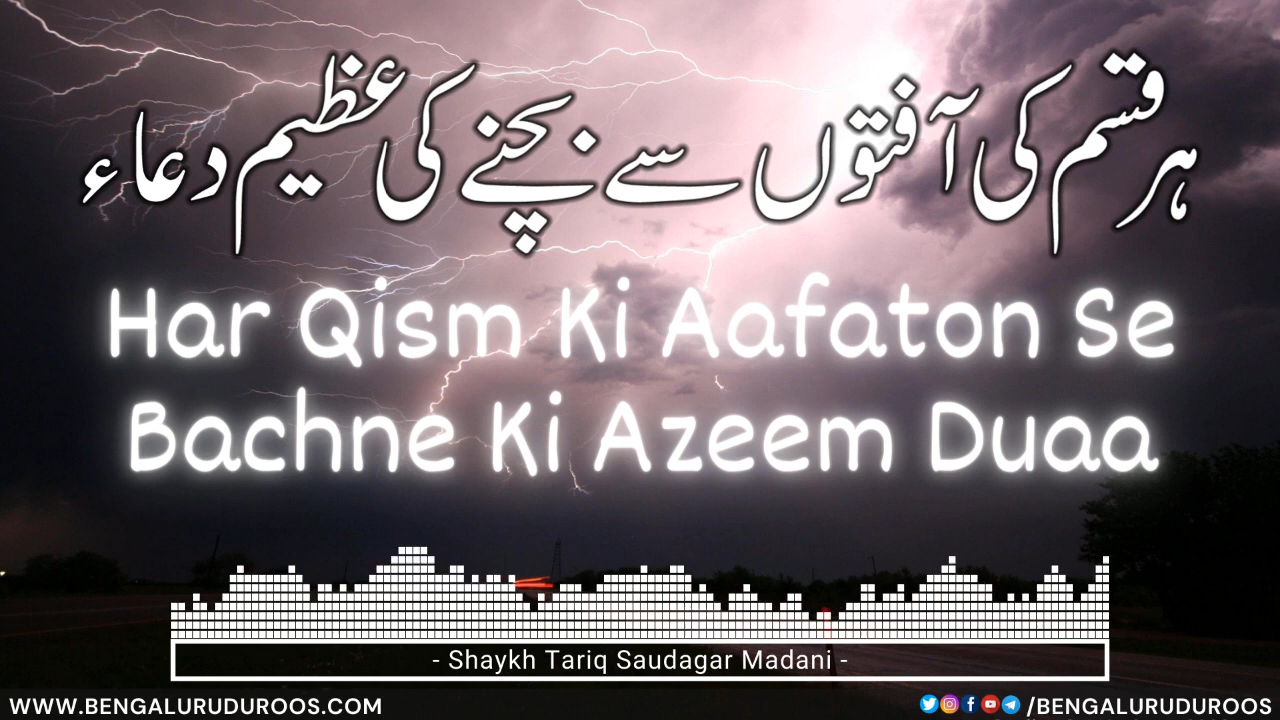 ہر قسم کی آفتوں سے بچنے کی عظیم دعاء
Har Qism Ki Aafaton Se
Bachne Ki Azeem Duaa
- Shaykh Tariq Saudagar Madani -
WWW.BENGALURUDUROOS.COM
/BENGALURUDUROOS